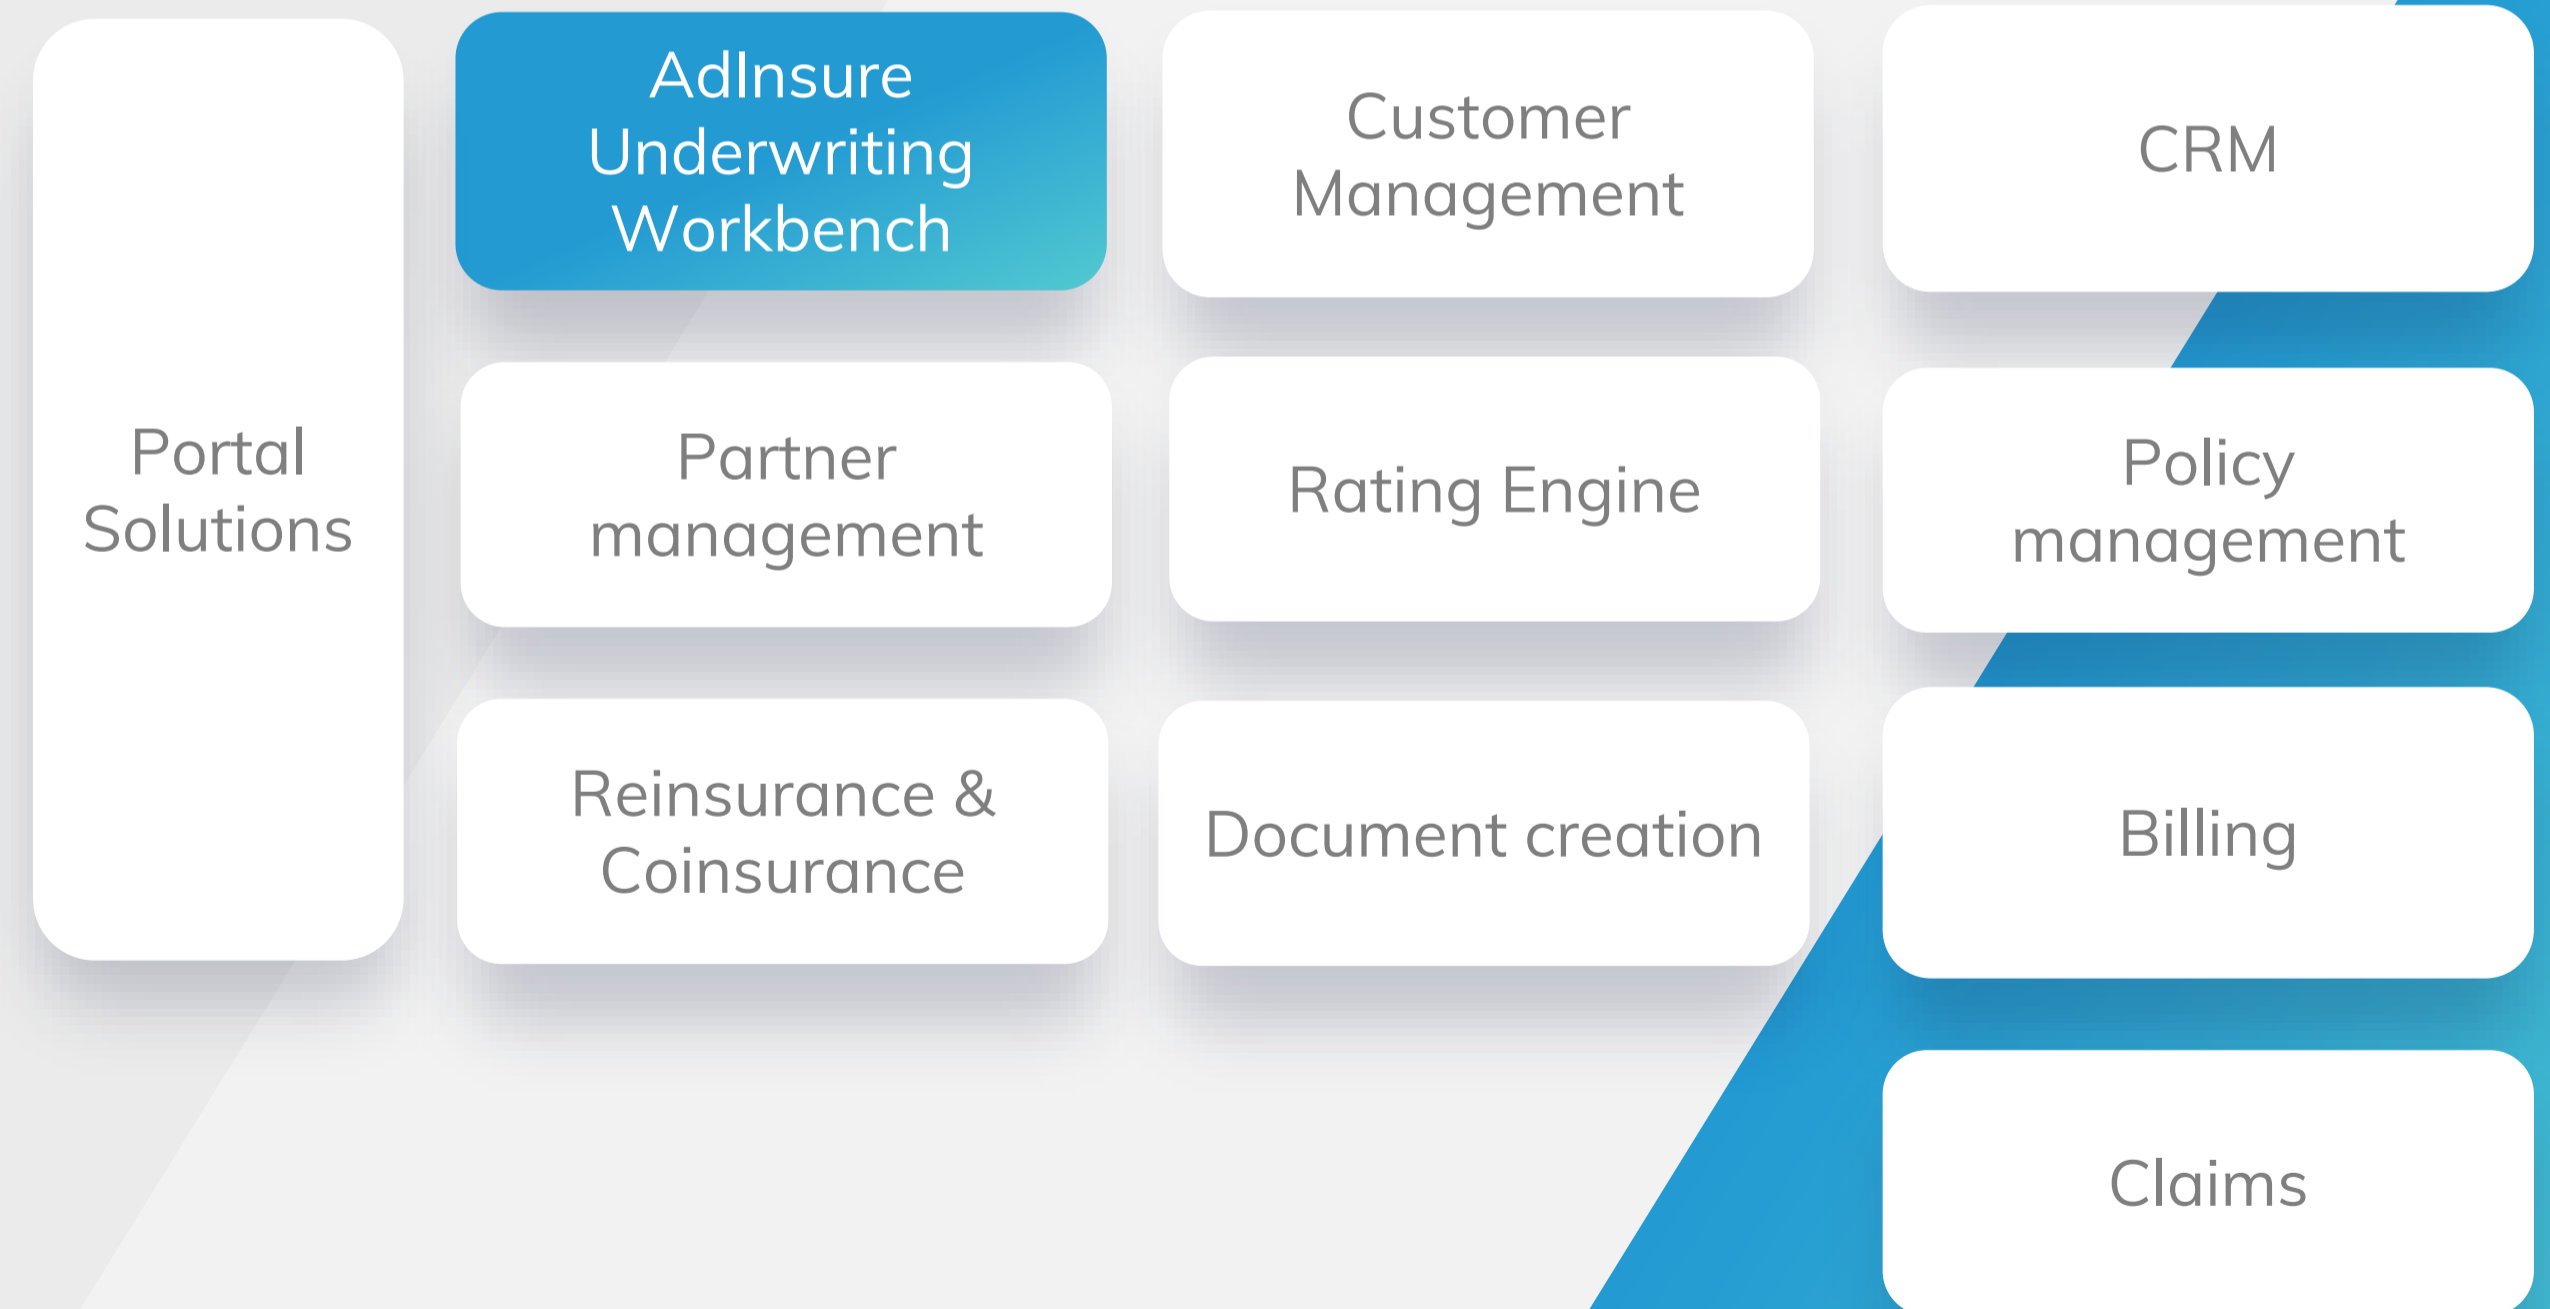 Portal
Solutions
AdInsure
Underwriting
Workbench
Customer
Management
CRM
Partner
management
Rating Engine
Policy
management
Reinsurance &
Coinsurance
Document creation
Billing
Claims